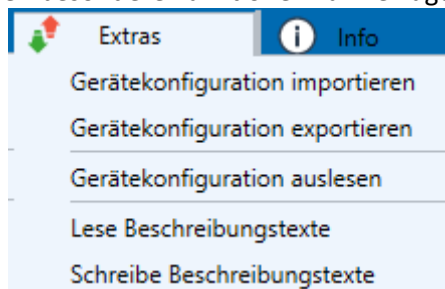 Extras
Info
Gerätekonfiguration importieren
Gerätekonfiguration exportieren
Gerätekonfiguration auslesen
Lese Beschreibungstexte
Schreibe Beschreibungstexte